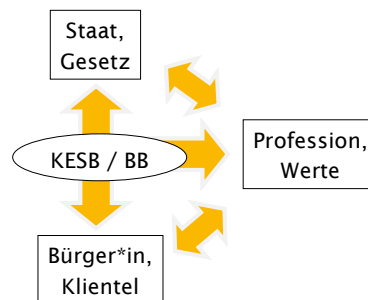 Staat,
Gesetz
KESB / BB
Profession,
Werte
Bürger*in,
Klientel